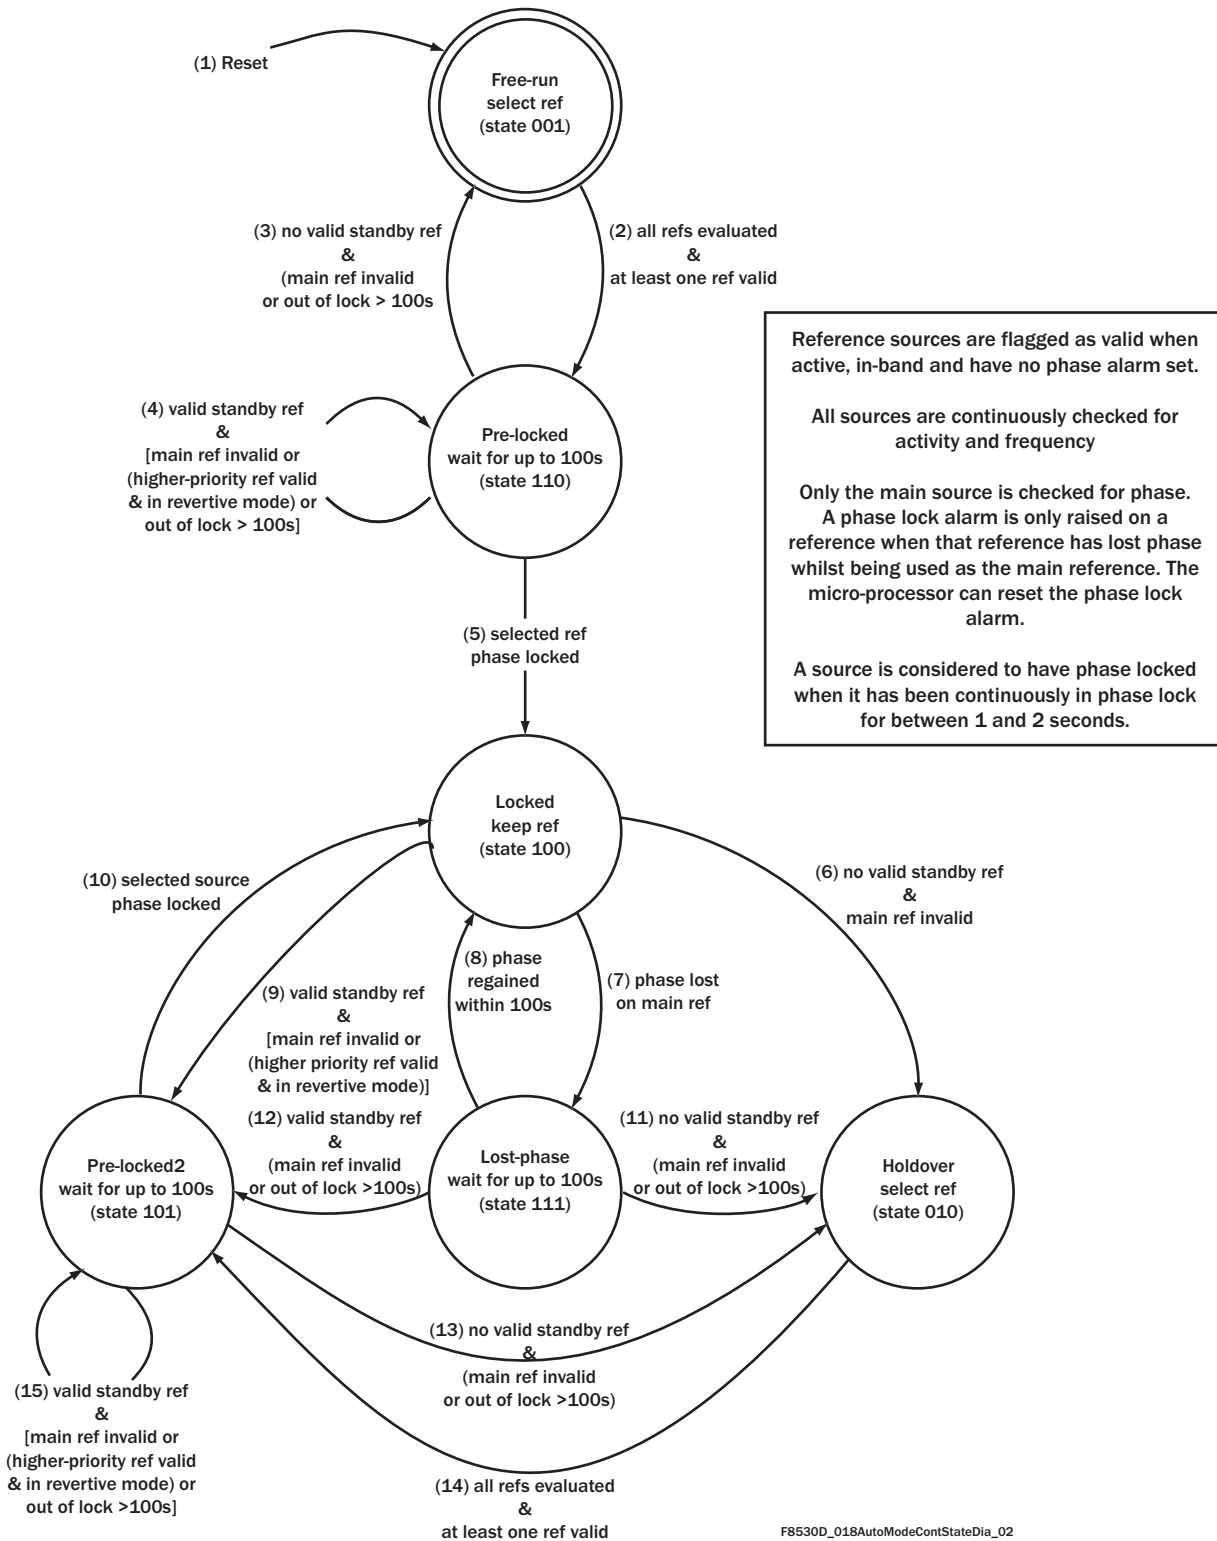 (1) Reset
Free-run
select ref
(state 001)
(3) no valid standby ref
&
(main ref invalid
or out of lock > 100s
(2) all refs evaluated
&
at least one ref valid
Reference sources are flagged as valid when
active, in-band and have no phase alarm set.
All sources are continuously checked for
activity and frequency
Only the main source is checked for phase.
A phase lock alarm is only raised on a
reference when that reference has lost phase
whilst being used as the main reference. The
micro-processor can reset the phase lock
alarm.
A source is considered to have phase locked
when it has been continuously in phase lock
for between 1 and 2 seconds.
(4) valid standby ref
&
[main ref invalid or
(higher-priority ref valid
& in revertive mode) or
out of lock > 100s]
Pre-locked
wait for up to 100s
(state 110)
(5) selected ref
phase locked
Locked
keep ref
(state 100)
(10) selected source
phase locked
(6) no valid standby ref
&
main ref invalid
(8) phase
regained
within 100s
(7) phase lost
on main ref
(9) valid standby ref
&
[main ref invalid or
(higher priority ref valid
& in revertive mode)]
(12) valid standby ref
&
(main ref invalid
or out of lock >100s)
(11) no valid standby ref
&
(main ref invalid
or out of lock >100s)
Pre-locked2
wait for up to 100s
(state 101)
Lost-phase
wait for up to 100s
(state 111)
Holdover
select ref
(state 010)
(13) no valid standby ref
&
(main ref invalid
or out of lock >100s)
(15) valid standby ref
&
[main ref invalid or
(higher-priority ref valid
& in revertive mode) or
out of lock >100s]
(14) all refs evaluated
&
at least one ref valid
F8530D_018AutoModeContStateDia_02